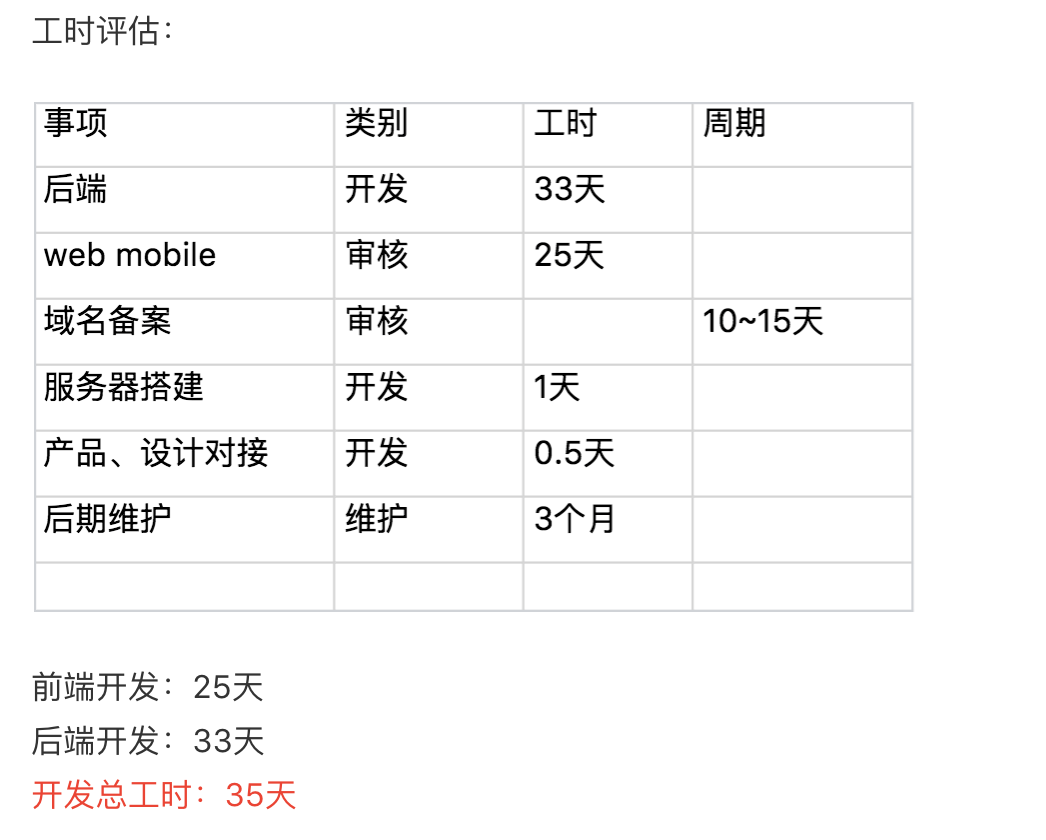 工时评估：
事项 类别 工时 周期
后端 开发 33天
web mobile 审核 25天
域名备案 审核 10~15天
服务器搭建 开发 1天
产品、设计对接 开发 0.5天
后期维护 维护 3个月
前端开发：25天
后端开发：33天
开发总工时：35天